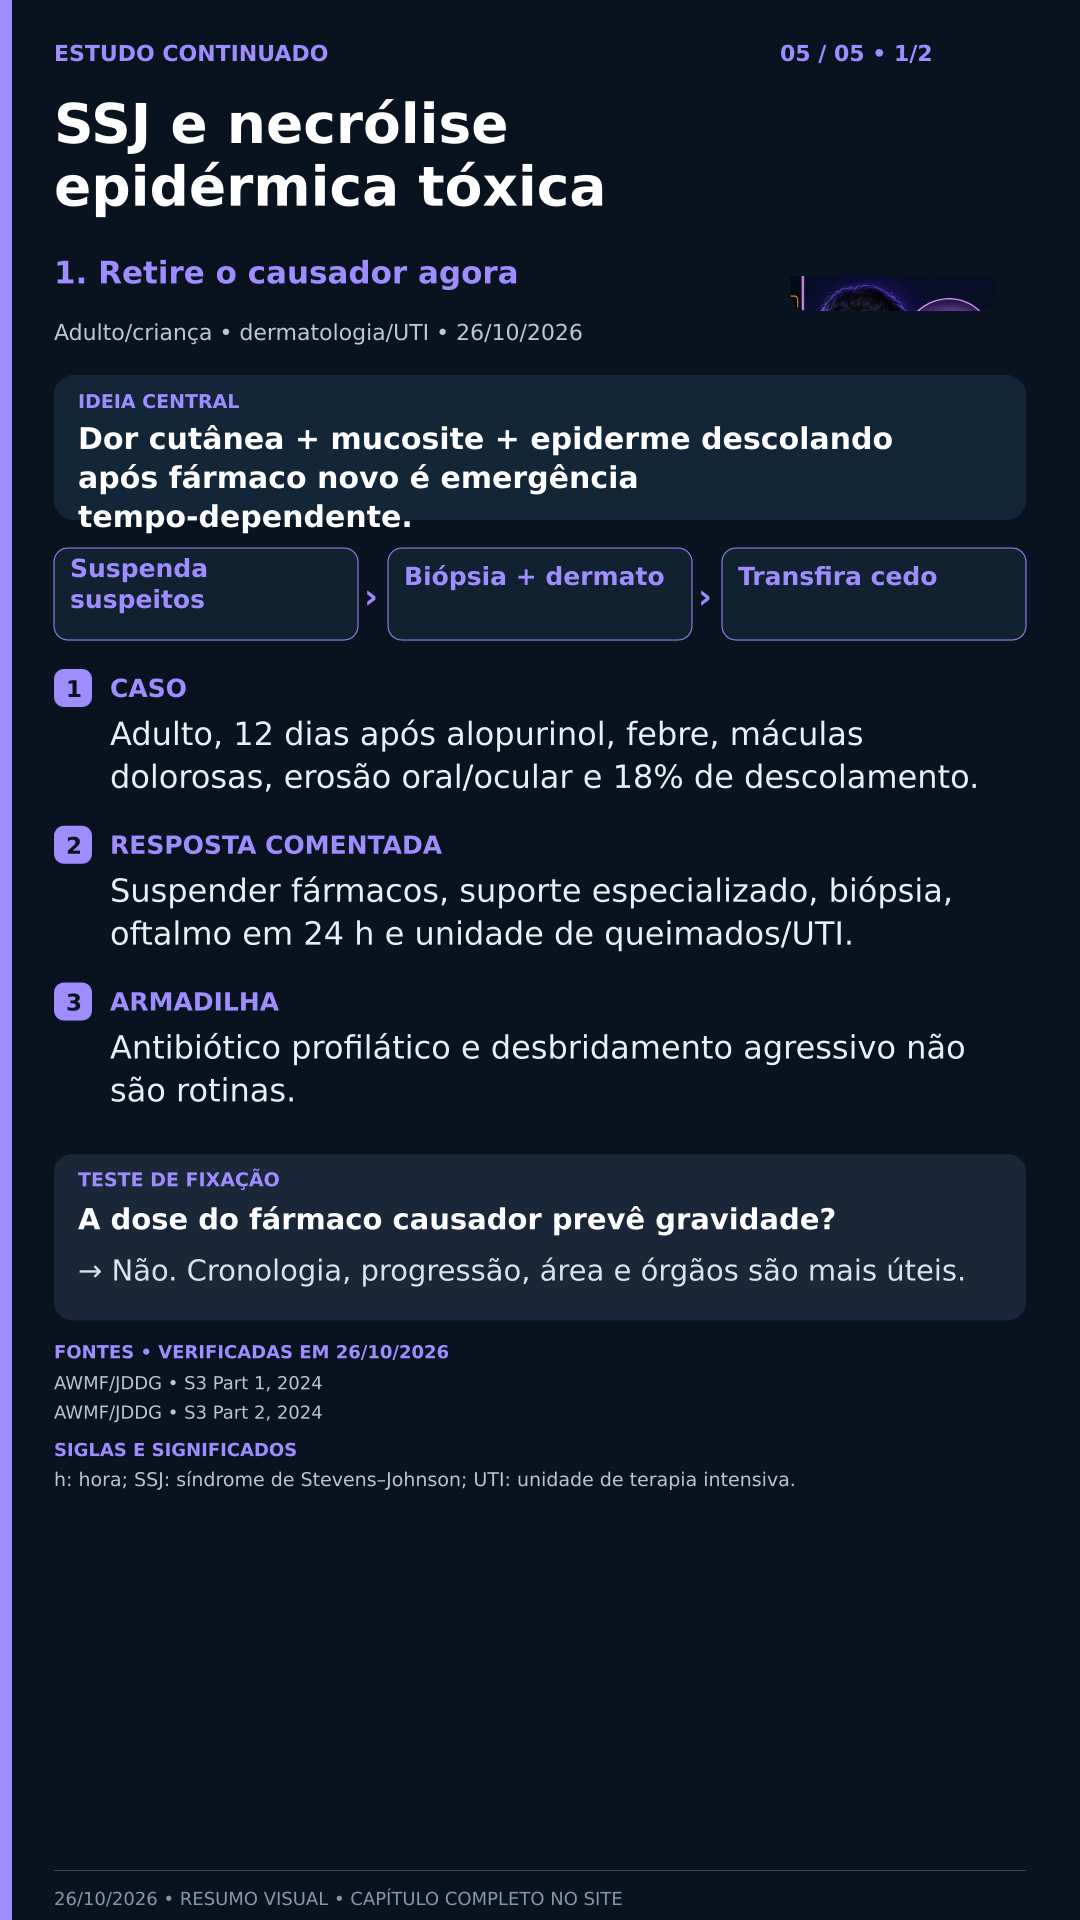 ESTUDO CONTINUADO
05 / 05 • 1/2
SSJ e necrólise
epidérmica tóxica
1. Retire o causador agora
Adulto/criança • dermatologia/UTI • 26/10/2026
IDEIA CENTRAL
Dor cutânea + mucosite + epiderme descolando
após fármaco novo é emergência
tempo-dependente.
Suspenda
suspeitos
›
Biópsia + dermato
›
Transfira cedo
1 CASO
Adulto, 12 dias após alopurinol, febre, máculas
dolorosas, erosão oral/ocular e 18% de descolamento.
2 RESPOSTA COMENTADA
Suspender fármacos, suporte especializado, biópsia,
oftalmo em 24 h e unidade de queimados/UTI.
3 ARMADILHA
Antibiótico profilático e desbridamento agressivo não
são rotinas.
TESTE DE FIXAÇÃO
A dose do fármaco causador prevê gravidade?
→ Não. Cronologia, progressão, área e órgãos são mais úteis.
FONTES • VERIFICADAS EM 26/10/2026
AWMF/JDDG • S3 Part 1, 2024
AWMF/JDDG • S3 Part 2, 2024
SIGLAS E SIGNIFICADOS
h: hora; SSJ: síndrome de Stevens–Johnson; UTI: unidade de terapia intensiva.
26/10/2026 • RESUMO VISUAL • CAPÍTULO COMPLETO NO SITE